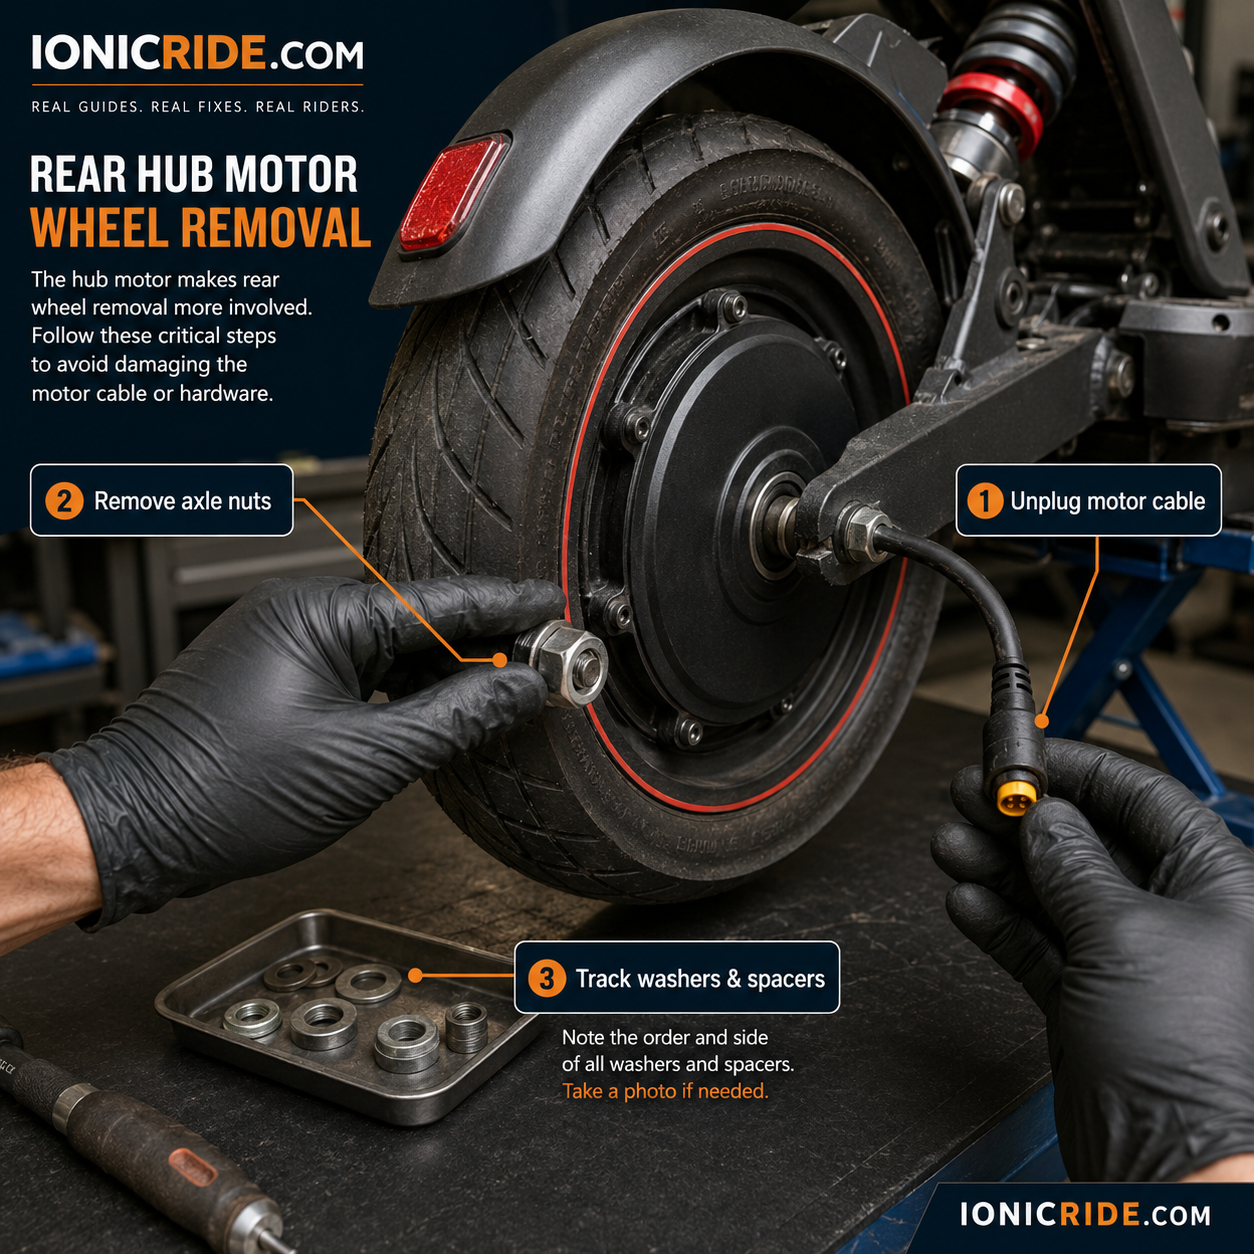 IONICRIDE.COM
REAL GUIDES. REAL FIXES. REAL RIDERS.
REAR HUB MOTOR
WHEEL REMOVAL
The hub motor makes rear
wheel removal more involved.
Follow these critical steps
to avoid damaging the
motor cable or hardware.
2 Remove axle nuts
1 Unplug motor cable
3 Track washers & spacers
Note the order and side
of all washers and spacers.
Take a photo if needed.
IONICRIDE.COM